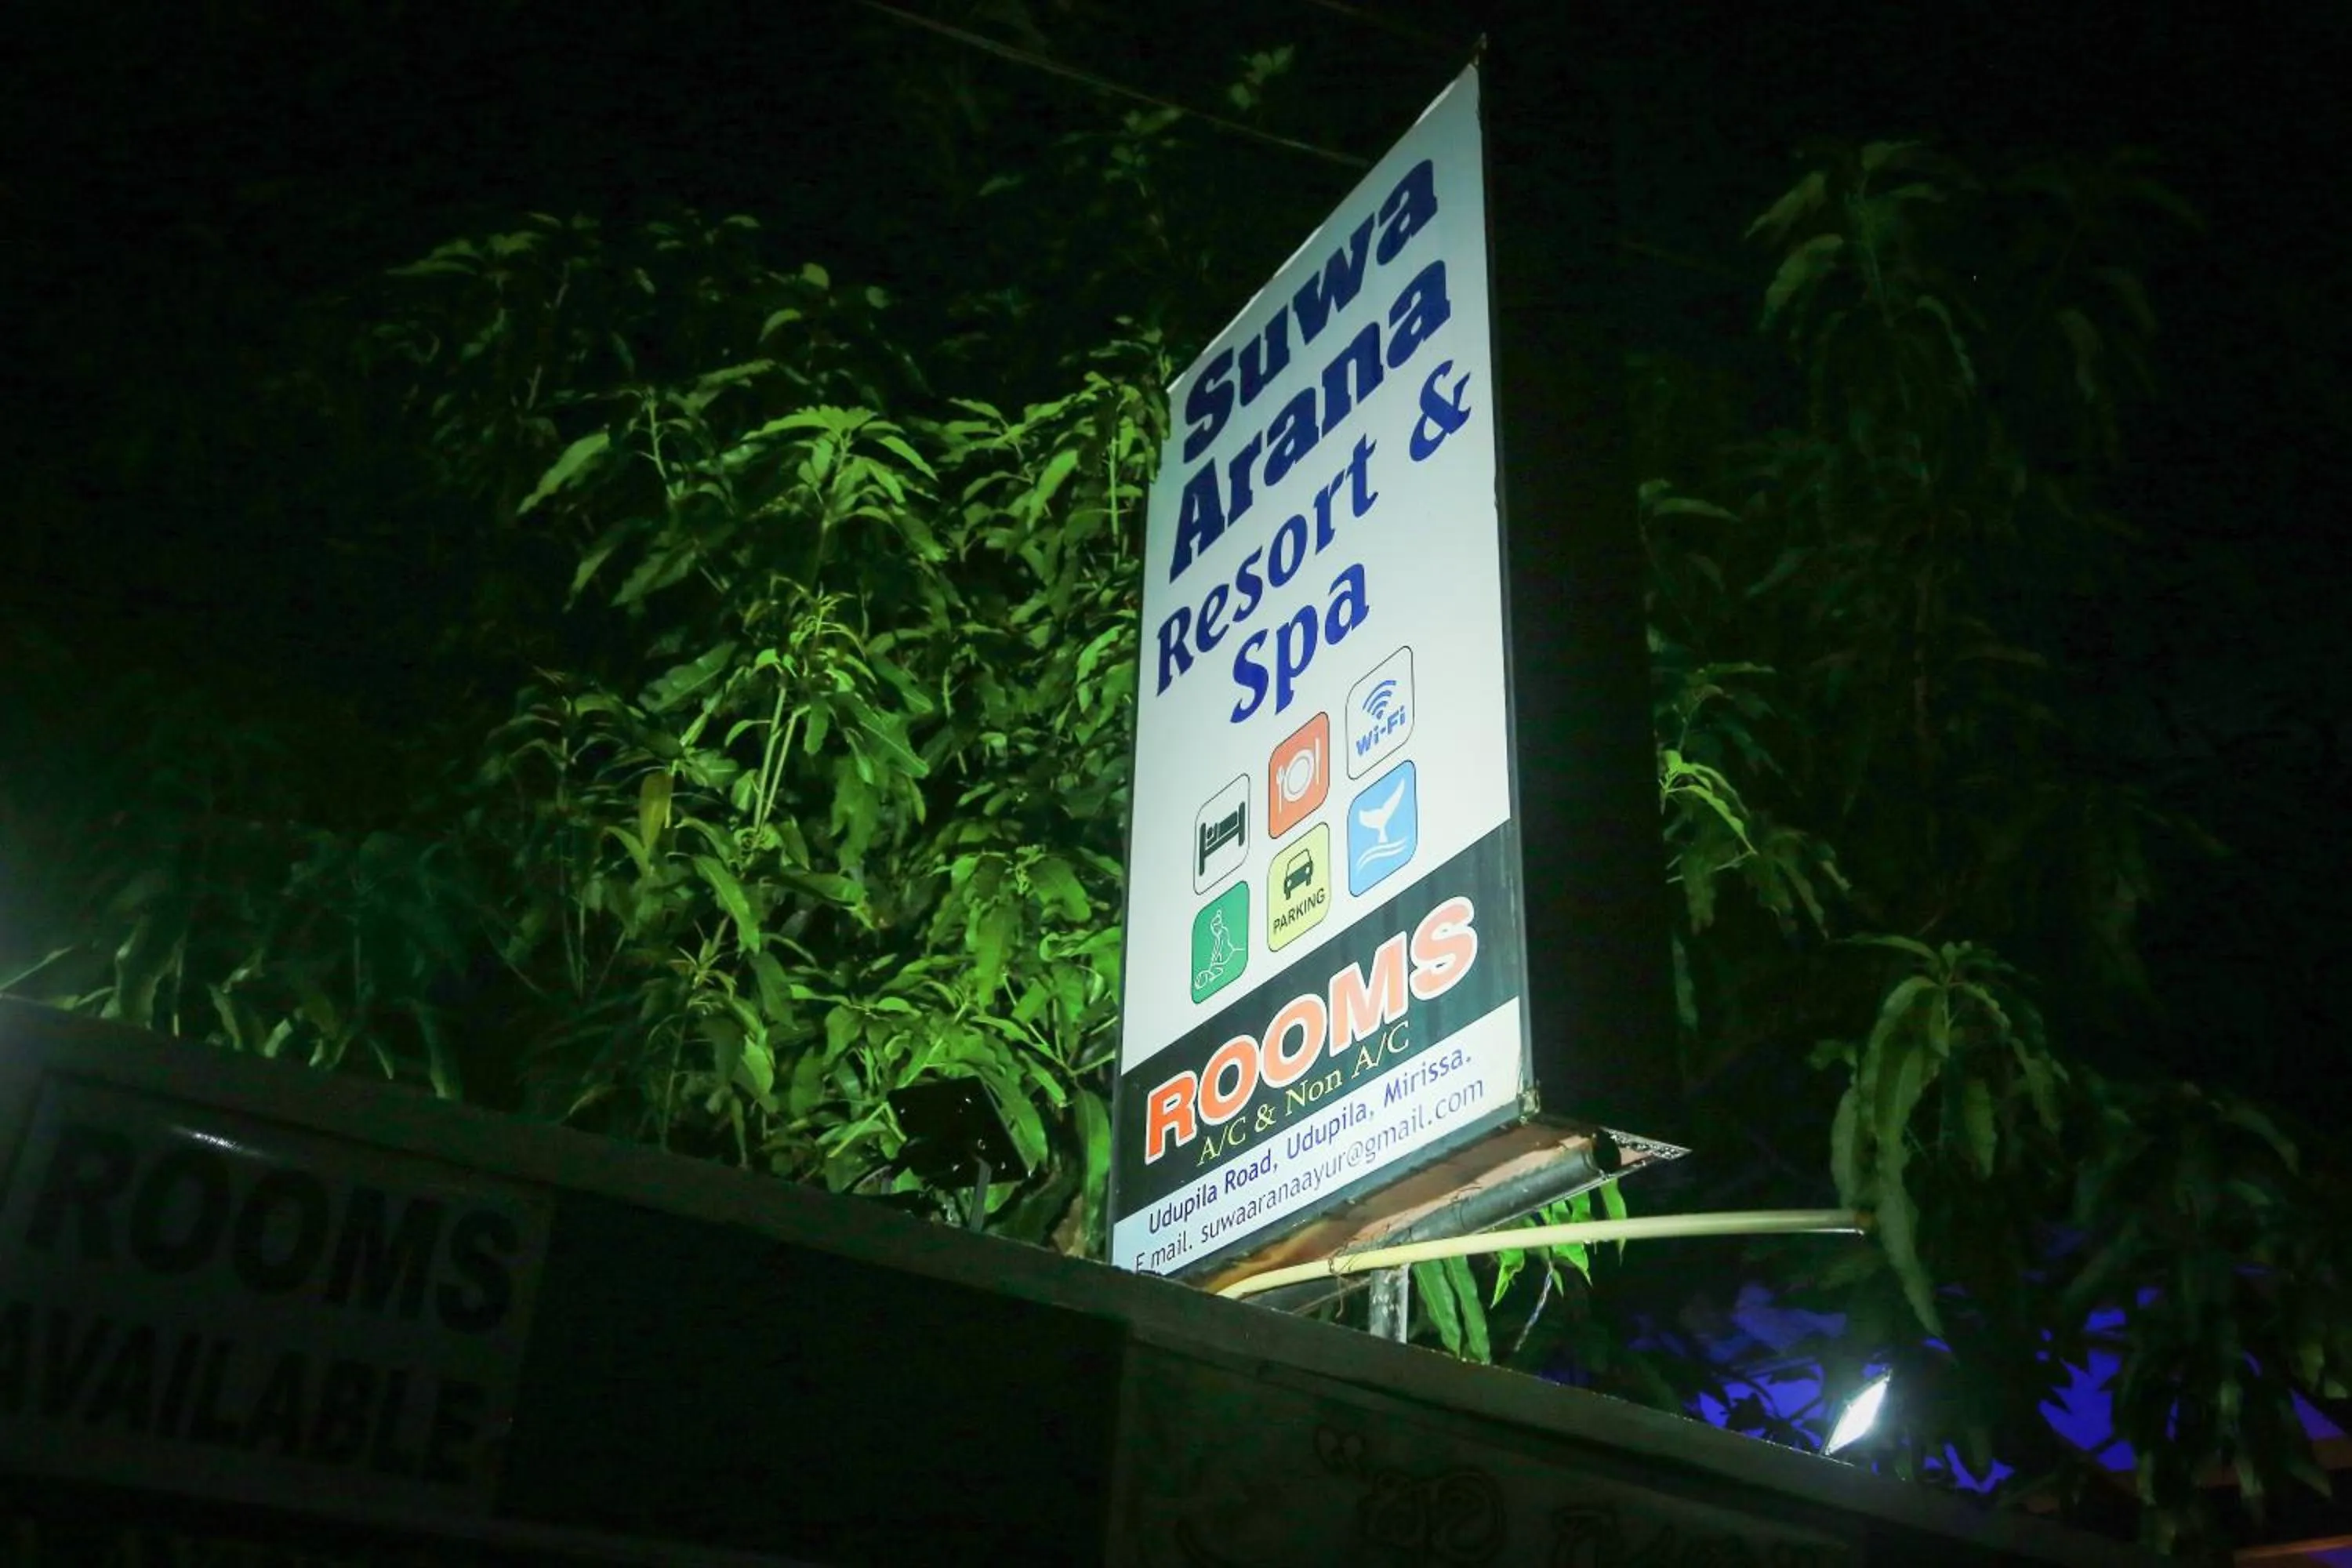 Suwa
Arana
Resort &
Spa
Wi-Fi
PARKING
ROOMS
A/C & Non A/C
Udupila Road, Udupila, Mirissa.
E mail. suwaaranaayur@gmail.com
ROOMS
AVAILABLE